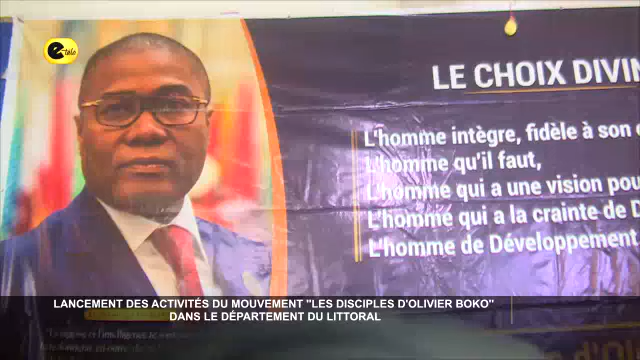 e-télé
LE CHOIX DIVIN
L'homme intègre, fidèle à son
L'homme qu'il faut,
L'homme qui a une vision pou
L'homme qui a la crainte de D
L'homme de Développement
LANCEMENT DES ACTIVITÉS DU MOUVEMENT "LES DISCIPLES D'OLIVIER BOKO"
DANS LE DÉPARTEMENT DU LITTORAL